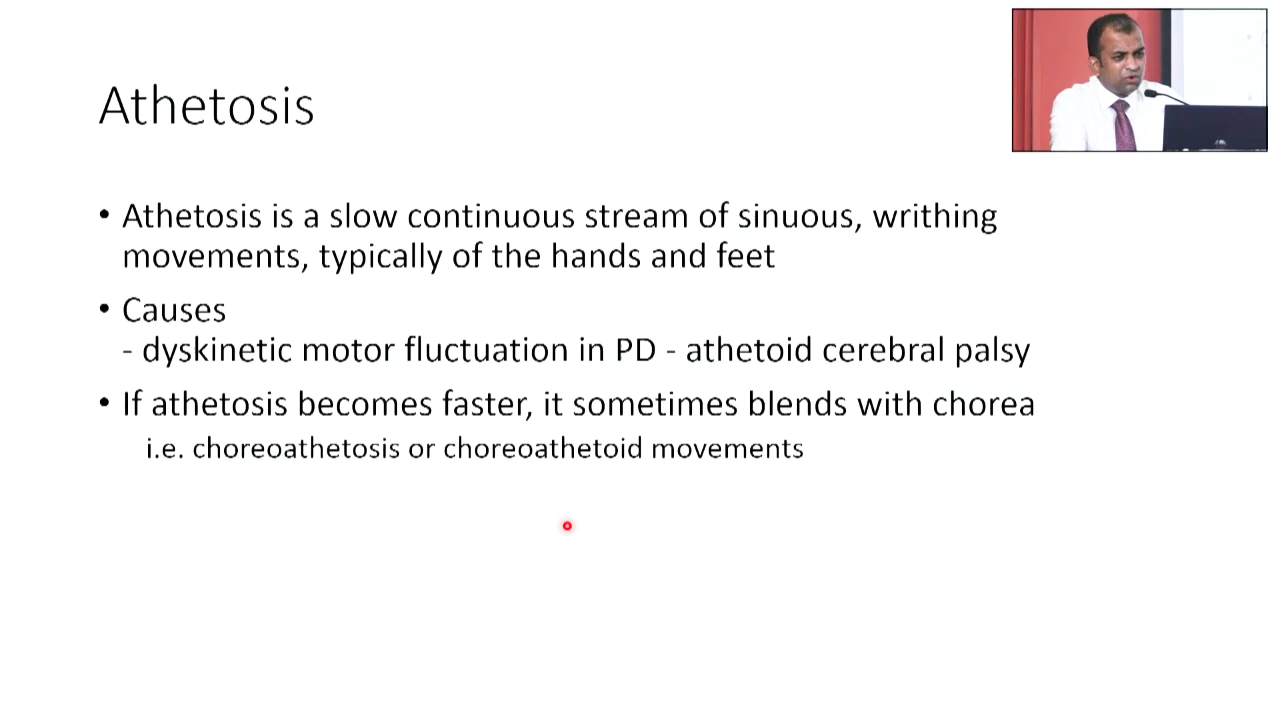 Athetosis
• Athetosis is a slow continuous stream of sinuous, writhing
movements, typically of the hands and feet
• Causes
- dyskinetic motor fluctuation in PD - athetoid cerebral palsy
• If athetosis becomes faster, it sometimes blends with chorea
i.e. choreoathetosis or choreoathetoid movements